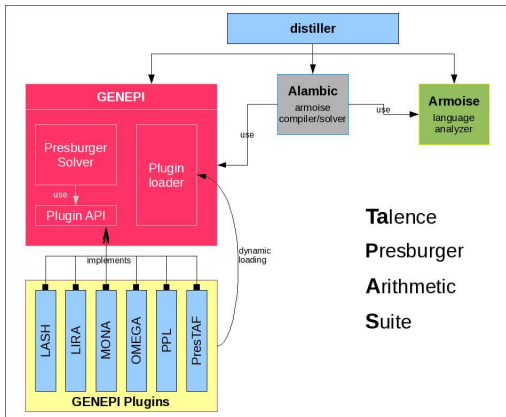 distiller
GENEPI
Alambic
armoise
compiler/solver
Armoise
language
analyzer
use
use
Presburger
Solver
Plugin
loader
use
Plugin API
implements
dynamic
loading
Talence
Presburger
Arithmetic
Suite
LASH
LIRA
MONA
OMEGA
PPL
PresTAF
GENEPI Plugins